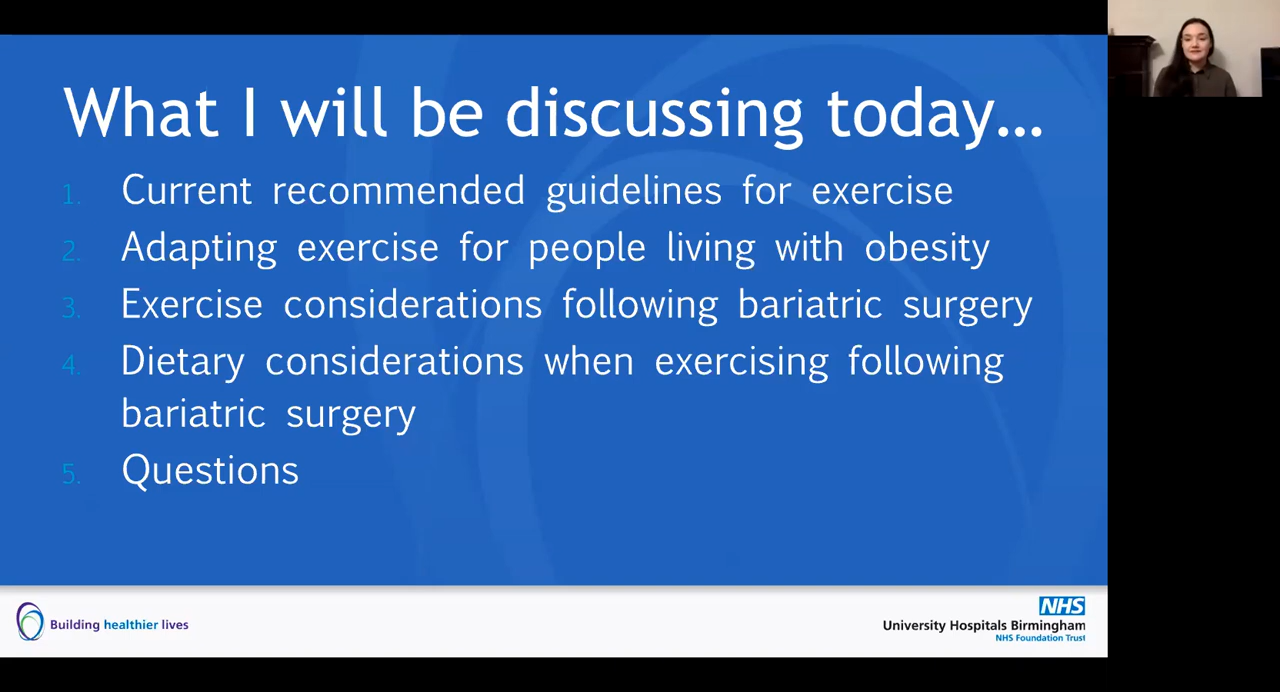 What I will be discussing today...
1. Current recommended guidelines for exercise
2. Adapting exercise for people living with obesity
3. Exercise considerations following bariatric surgery
4. Dietary considerations when exercising following
bariatric surgery
5. Questions
Building healthier lives
NHS
University Hospitals Birmingham
NHS Foundation Trust